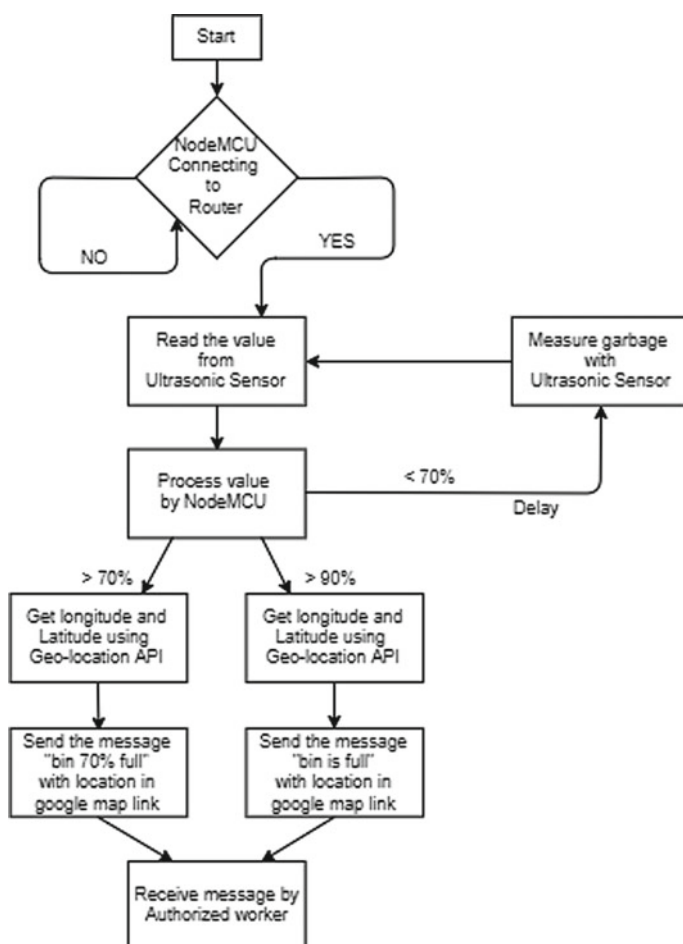 Start
NodeMCU
Connecting
to
Router
NO
YES
Read the value
from
Ultrasonic Sensor
Measure garbage
with
Ultrasonic Sensor
Process value
by NodeMCU
< 70%
Delay
> 70%
> 90%
Get longitude and
Latitude using
Geo-location API
Get longitude and
Latitude using
Geo-location API
Send the message
"bin 70% full"
with location in
google map link
Send the message
"bin is full"
with location in
google map link
Receive message by
Authorized worker